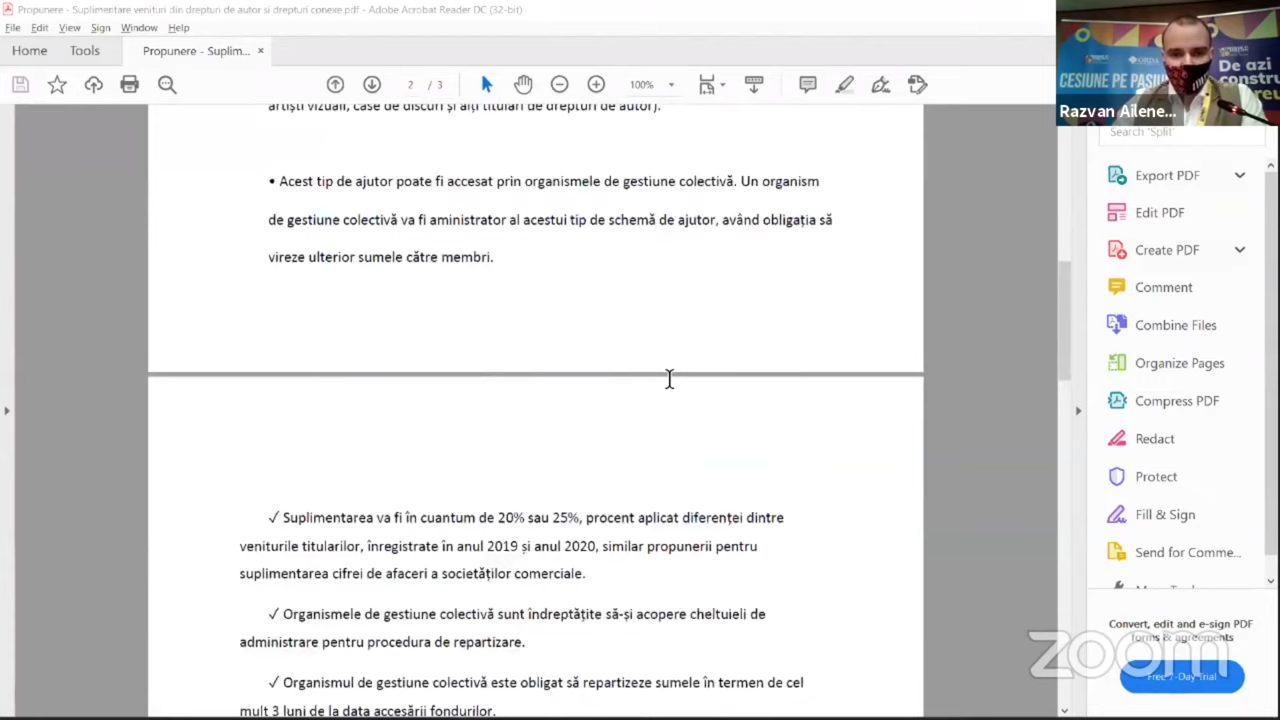 Propunere - Suplimentare venituri din drepturi de autor si drepturi conexe.pdf - Adobe Acrobat Reader DC (32-bit)
File Edit View Sign Window Help
Home Tools Propunere - Suplim... ×
2 / 3 100%
artiști vizuali, case de discuri și alți titulari de drepturi de autor).
• Acest tip de ajutor poate fi accesat prin organismele de gestiune colectivă. Un organism
de gestiune colectivă va fi aministrator al acestui tip de schemă de ajutor, având obligația să
vireze ulterior sumele către membri.
✓ Suplimentarea va fi în cuantum de 20% sau 25%, procent aplicat diferenței dintre
veniturile titularilor, înregistrate în anul 2019 și anul 2020, similar propunerii pentru
suplimentarea cifrei de afaceri a societăților comerciale.
✓ Organismele de gestiune colectivă sunt îndreptățite să-și acopere cheltuieli de
administrare pentru procedura de repartizare.
✓ Organismul de gestiune colectivă este obligat să repartizeze sumele în termen de cel
mult 3 luni de la data accesării fondurilor.
ORDA
De azi
CESIUNE PE
constru
Razvan Ailene...
Search 'Split'
Export PDF
Edit PDF
Create PDF
Comment
Combine Files
Organize Pages
Compress PDF
Redact
Protect
Fill & Sign
Send for Comme...
Convert, edit and e-sign PDF
forms & agreements
Free 7-Day Trial
zoom